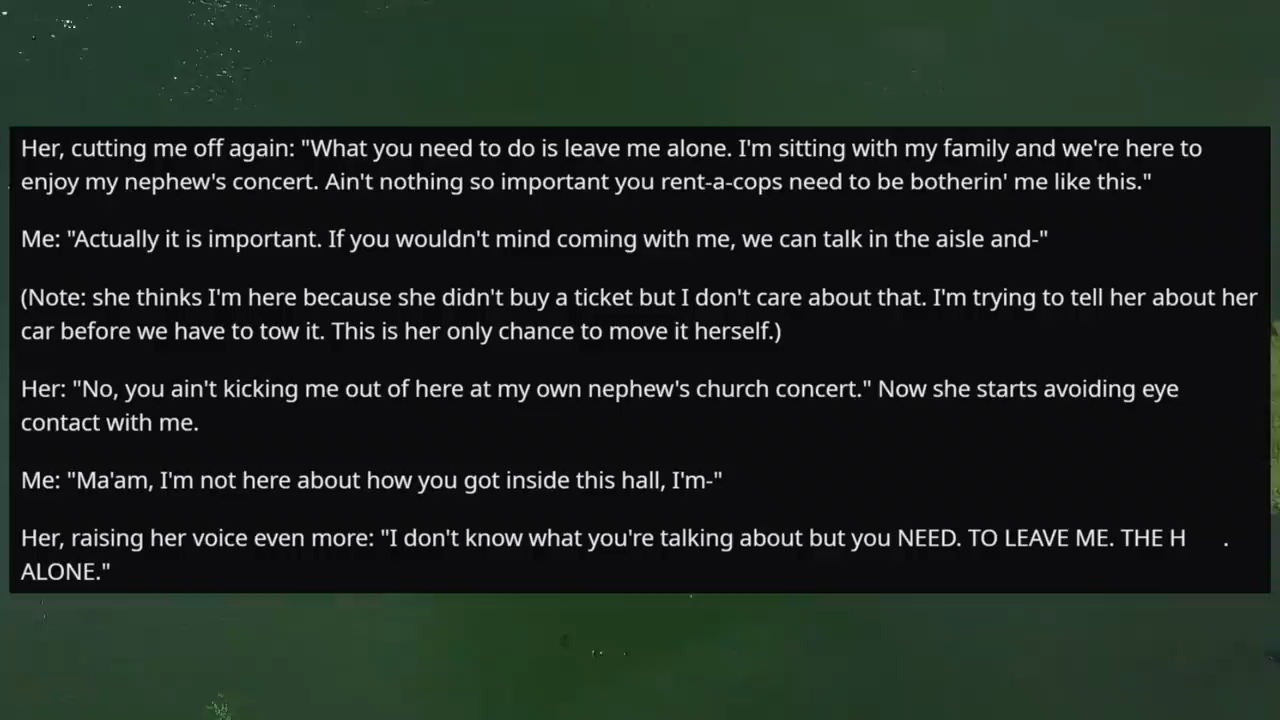 Her, cutting me off again: "What you need to do is leave me alone. I'm sitting with my family and we're here to
enjoy my nephew's concert. Ain't nothing so important you rent-a-cops need to be botherin' me like this."
Me: "Actually it is important. If you wouldn't mind coming with me, we can talk in the aisle and-"
(Note: she thinks I'm here because she didn't buy a ticket but I don't care about that. I'm trying to tell her about her
car before we have to tow it. This is her only chance to move it herself.)
Her: "No, you ain't kicking me out of here at my own nephew's church concert." Now she starts avoiding eye
contact with me.
Me: "Ma'am, I'm not here about how you got inside this hall, I'm-"
Her, raising her voice even more: "I don't know what you're talking about but you NEED. TO LEAVE ME. THE H .
ALONE."